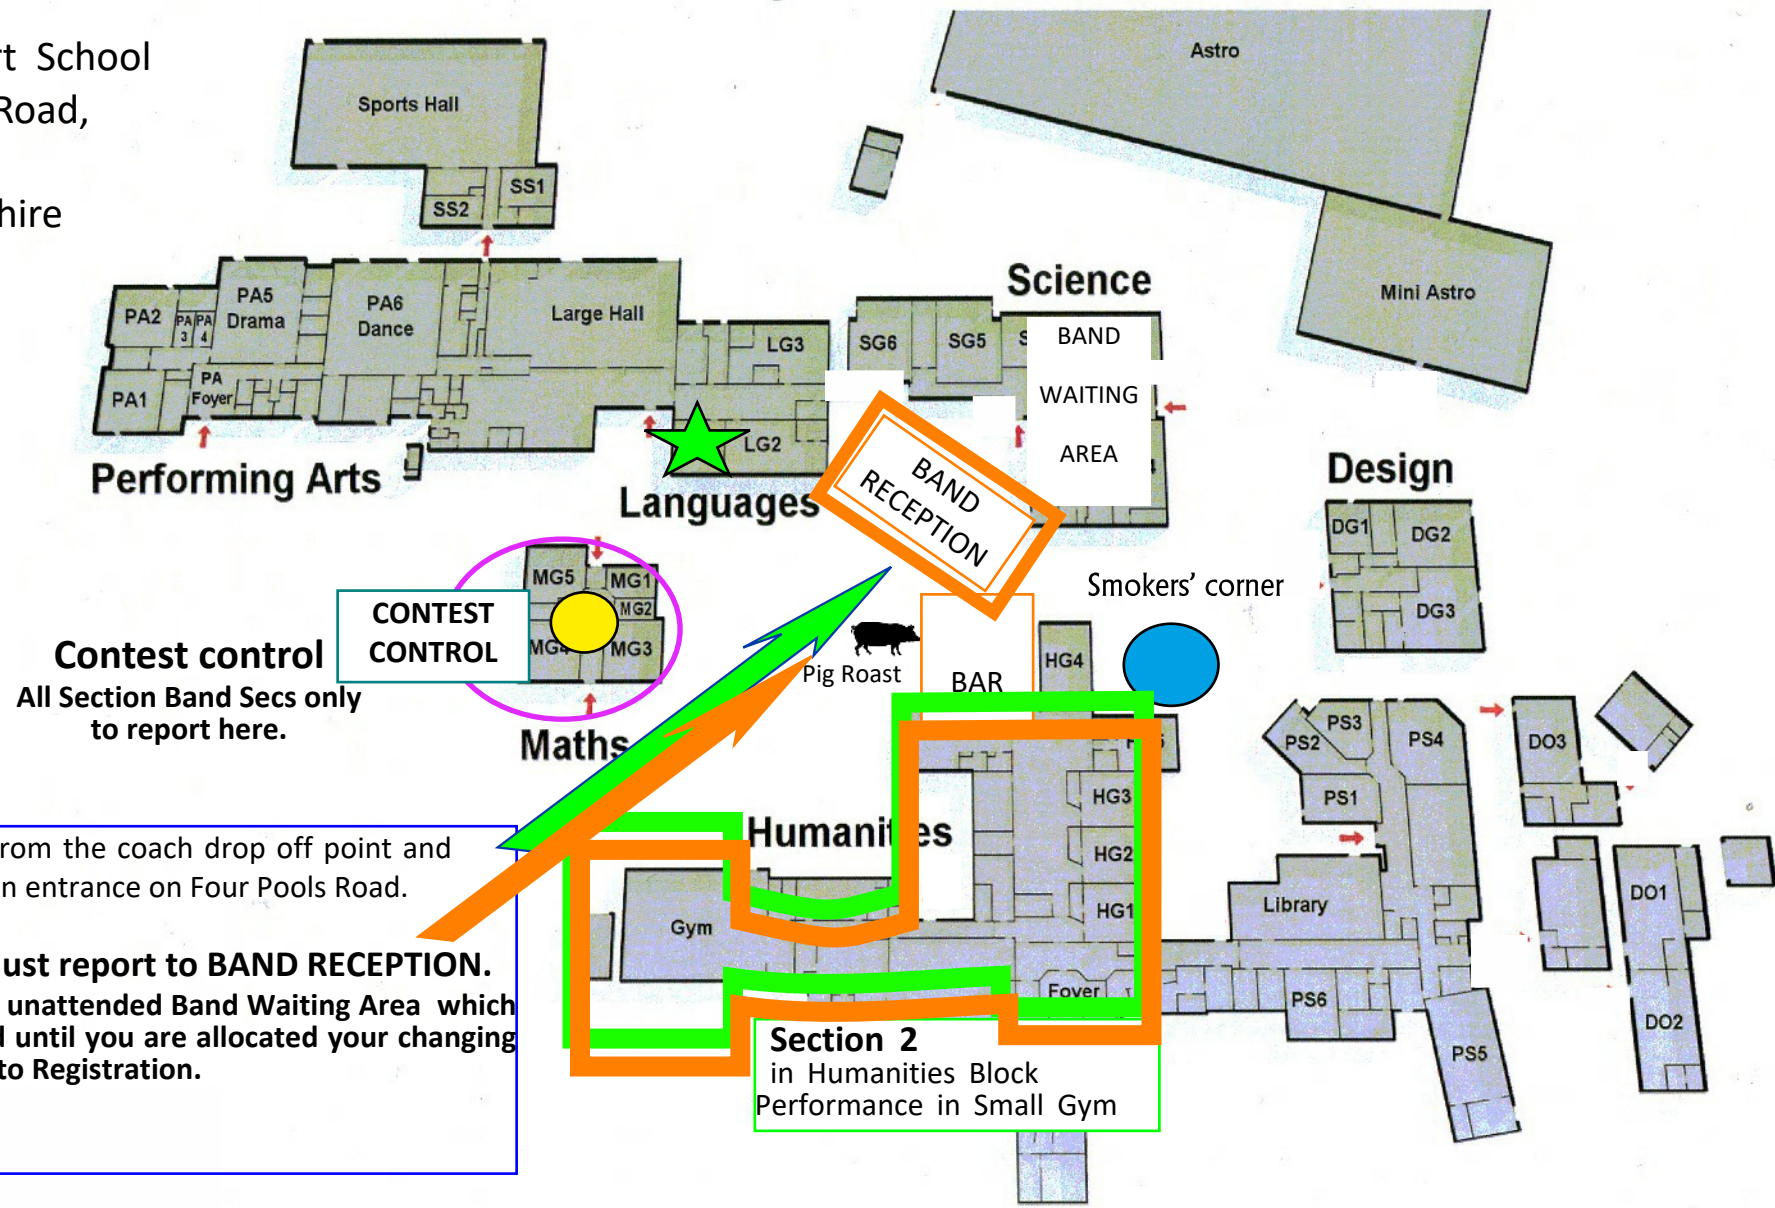 rt School
Road,
hire
Astro
Sports Hall
SS1
SS2
Mini Astro
Science
PA2
PA
3
PA
4
PA5
Drama
PA6
Dance
Large Hall
PA1
PA
Foyer
LG3
LG2
SG6
SG5
S
BAND
WAITING
AREA
4
Performing Arts
Languages
BAND
RECEPTION
Design
DG1
DG2
DG3
MG5
MG1
MG2
MG4
MG3
CONTEST
CONTROL
Contest control
All Section Band Secs only
to report here.
Maths
Smokers' corner
Pig Roast
BAR
HG4
HG3
HG2
HG1
Humanities
Gym
Foyer
PS3
PS2
PS4
PS1
Library
PS6
PS5
DO3
DO1
DO2
rom the coach drop off point and
n entrance on Four Pools Road.
ust report to BAND RECEPTION.
unattended Band Waiting Area which
d until you are allocated your changing
to Registration.
Section 2
in Humanities Block
Performance in Small Gym